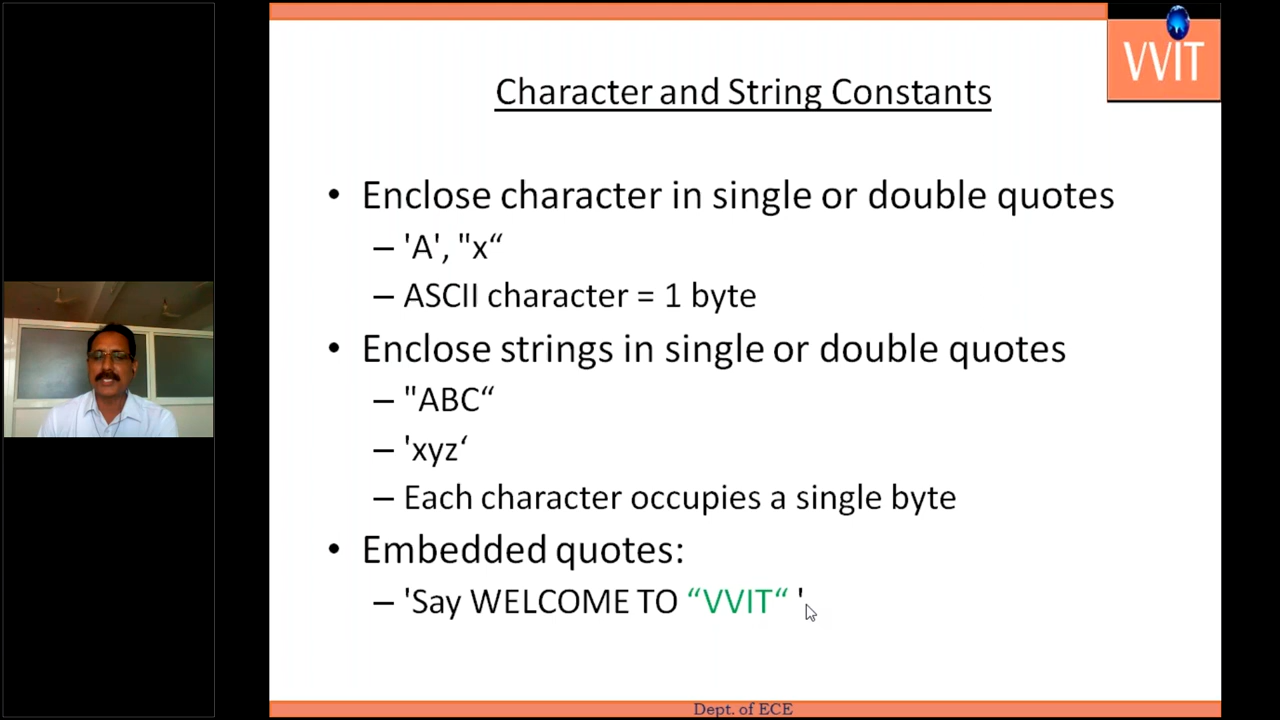 VVIT
Character and String Constants
• Enclose character in single or double quotes
– 'A', "x“
– ASCII character = 1 byte
• Enclose strings in single or double quotes
– "ABC“
– 'xyz‘
– Each character occupies a single byte
• Embedded quotes:
– 'Say WELCOME TO “VVIT“ '
Dept. of ECE